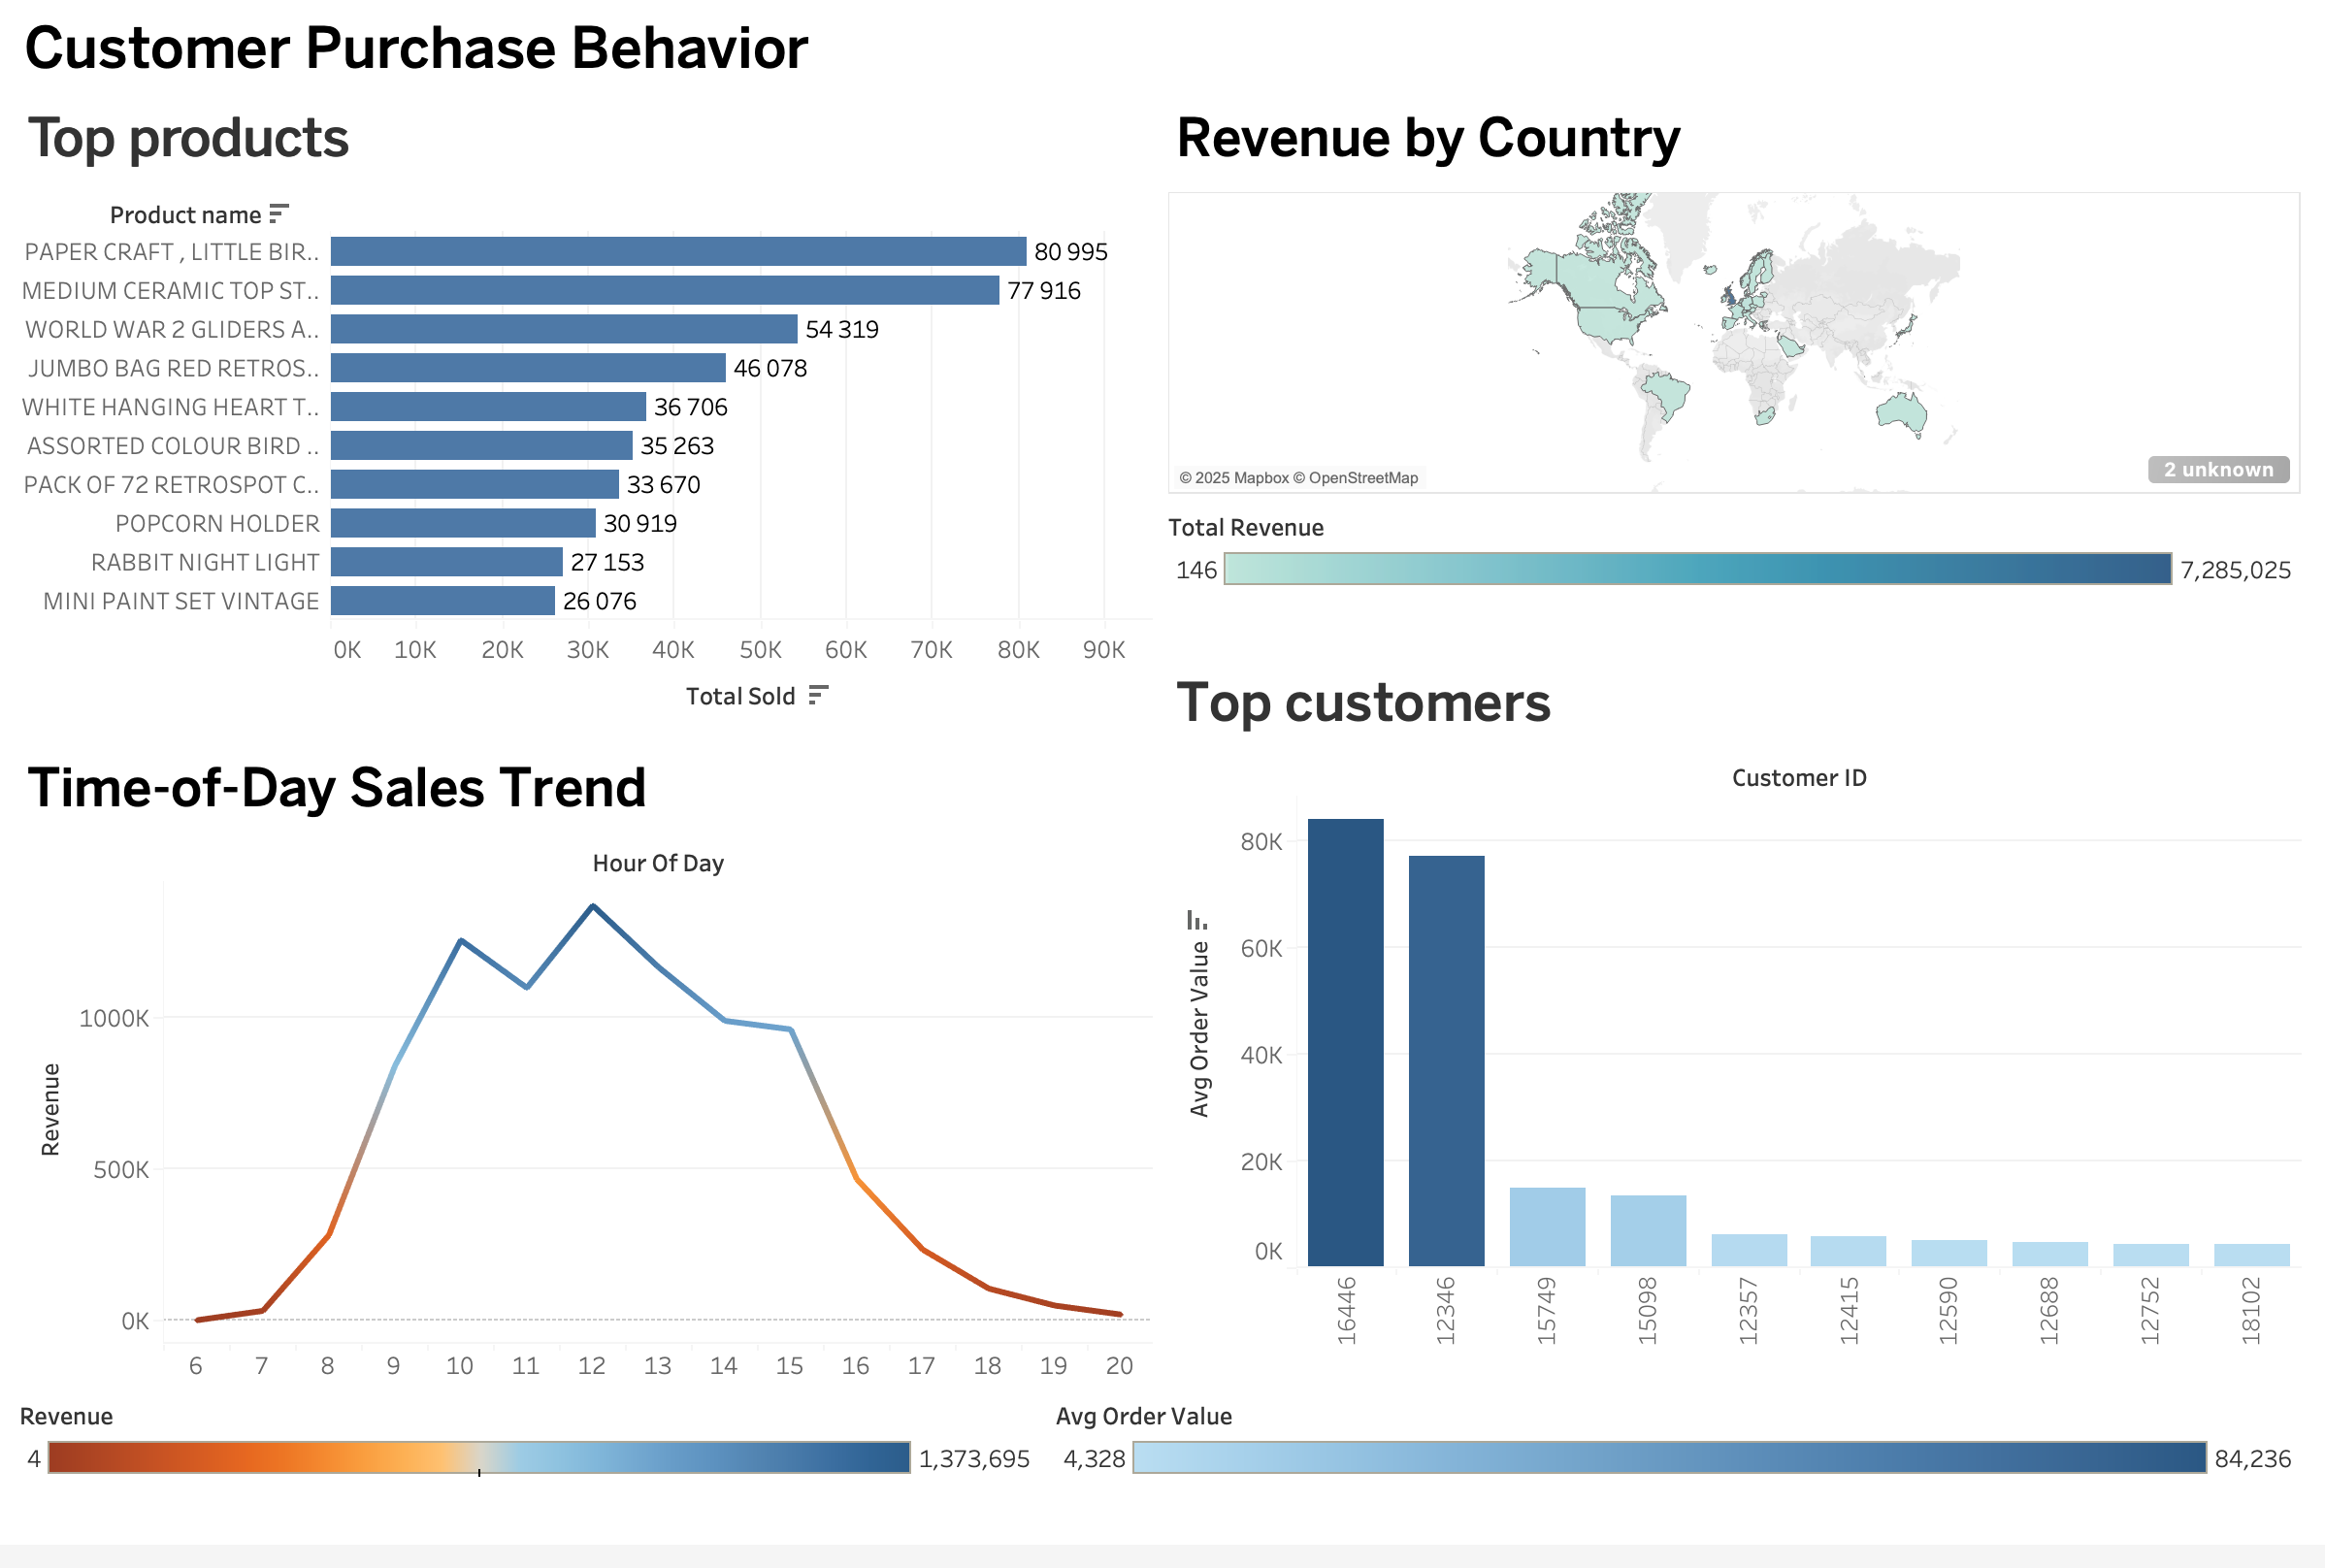 Customer Purchase Behavior
Top products
Product name
PAPER CRAFT , LITTLE BIR.. 80 995
MEDIUM CERAMIC TOP ST.. 77 916
WORLD WAR 2 GLIDERS A.. 54 319
JUMBO BAG RED RETROS.. 46 078
WHITE HANGING HEART T.. 36 706
ASSORTED COLOUR BIRD .. 35 263
PACK OF 72 RETROSPOT C.. 33 670
POPCORN HOLDER 30 919
RABBIT NIGHT LIGHT 27 153
MINI PAINT SET VINTAGE 26 076
0K 10K 20K 30K 40K 50K 60K 70K 80K 90K
Total Sold
Revenue by Country
© 2025 Mapbox © OpenStreetMap
2 unknown
Total Revenue
146 7,285,025
Time-of-Day Sales Trend
Hour Of Day
Revenue
1000K
500K
0K
6 7 8 9 10 11 12 13 14 15 16 17 18 19 20
Revenue
4 1,373,695
Top customers
Customer ID
Avg Order Value
80K
60K
40K
20K
0K
16446 12346 15749 15098 12357 12415 12590 12688 12752 18102
Avg Order Value
4,328 84,236